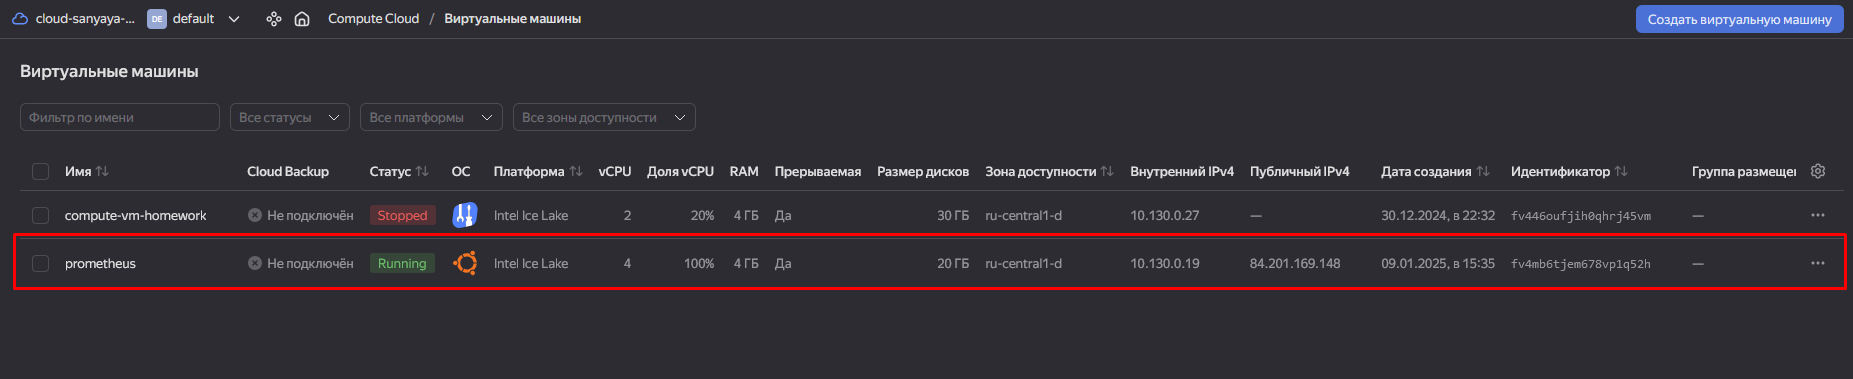 cloud-sanyaya-... DE default Compute Cloud / Виртуальные машины Создать виртуальную машину
Виртуальные машины
Фильтр по имени Все статусы Все платформы Все зоны доступности
Имя Cloud Backup Статус ОС Платформа vCPU Доля vCPU RAM Прерываемая Размер дисков Зона доступности Внутренний IPv4 Публичный IPv4 Дата создания Идентификатор Группа размещен
compute-vm-homework Не подключён Stopped Intel Ice Lake 2 20% 4 ГБ Да 30 ГБ ru-central1-d 10.130.0.27 — 30.12.2024, в 22:32 fv446oufjih0qhrj45vm —
prometheus Не подключён Running Intel Ice Lake 4 100% 4 ГБ Да 20 ГБ ru-central1-d 10.130.0.19 84.201.169.148 09.01.2025, в 15:35 fv4mb6tjem678vp1q52h —